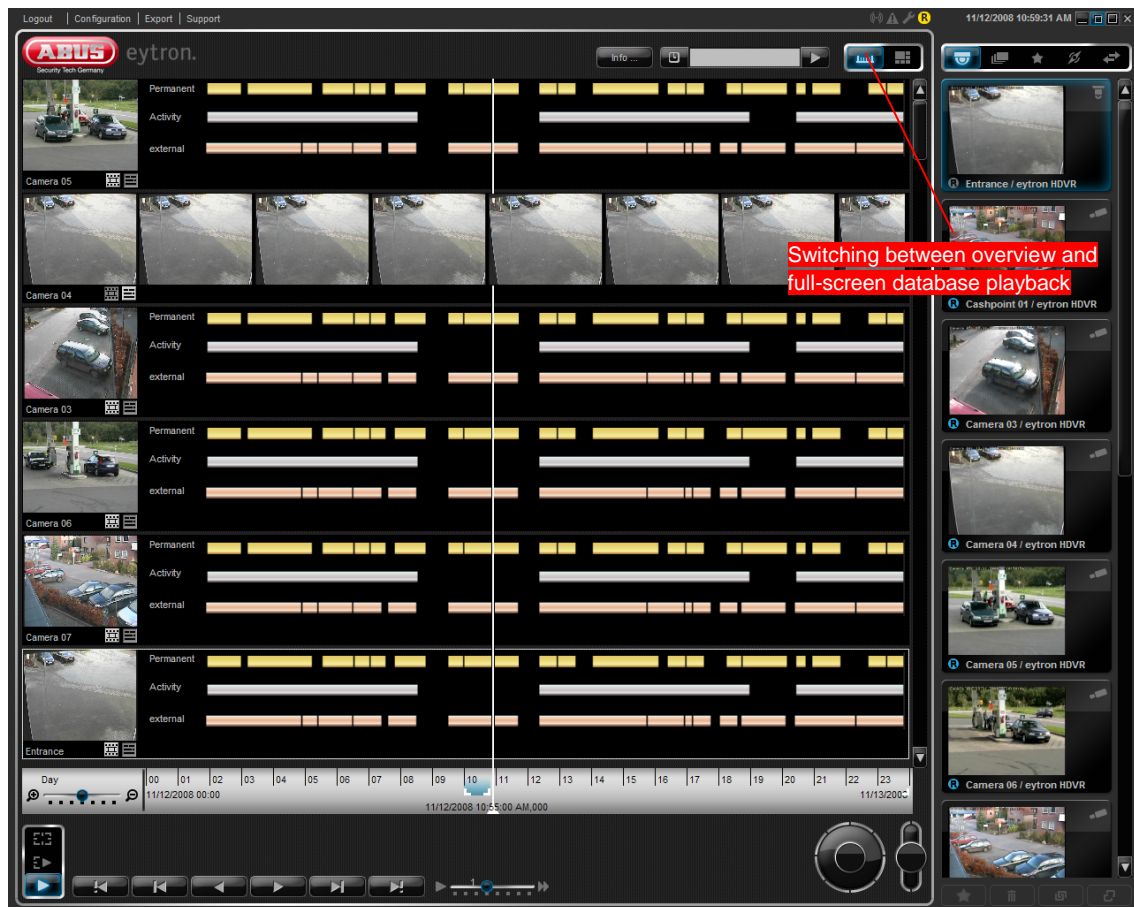 Logout | Configuration | Export | Support
R 11/12/2008 10:59:31 AM
ABUS eytron.
Security Tech Germany
Info ...
Permanent
Activity
external
Camera 05
Camera 04
Permanent
Activity
external
Camera 03
Permanent
Activity
external
Camera 06
Permanent
Activity
external
Camera 07
Permanent
Activity
external
Entrance
Switching between overview and
full-screen database playback
R Entrance / eytron HDVR
R Cashpoint 01 / eytron HDVR
R Camera 03 / eytron HDVR
R Camera 04 / eytron HDVR
R Camera 05 / eytron HDVR
R Camera 06 / eytron HDVR
Day
00 01 02 03 04 05 06 07 08 09 10 11 12 13 14 15 16 17 18 19 20 21 22 23
11/12/2008 00:00
11/12/2008 10:55:00 AM,000
1